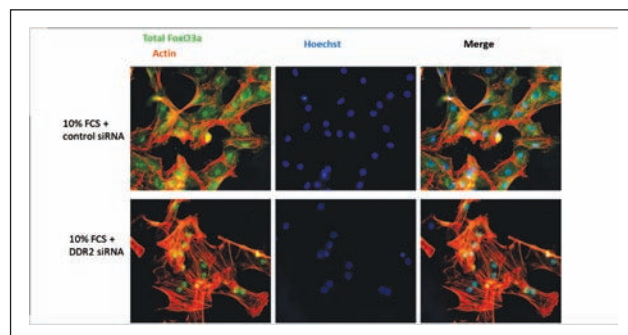 Total FoxO3a
Actin
Hoechst
Merge
10% FCS +
control siRNA
10% FCS +
DDR2 siRNA